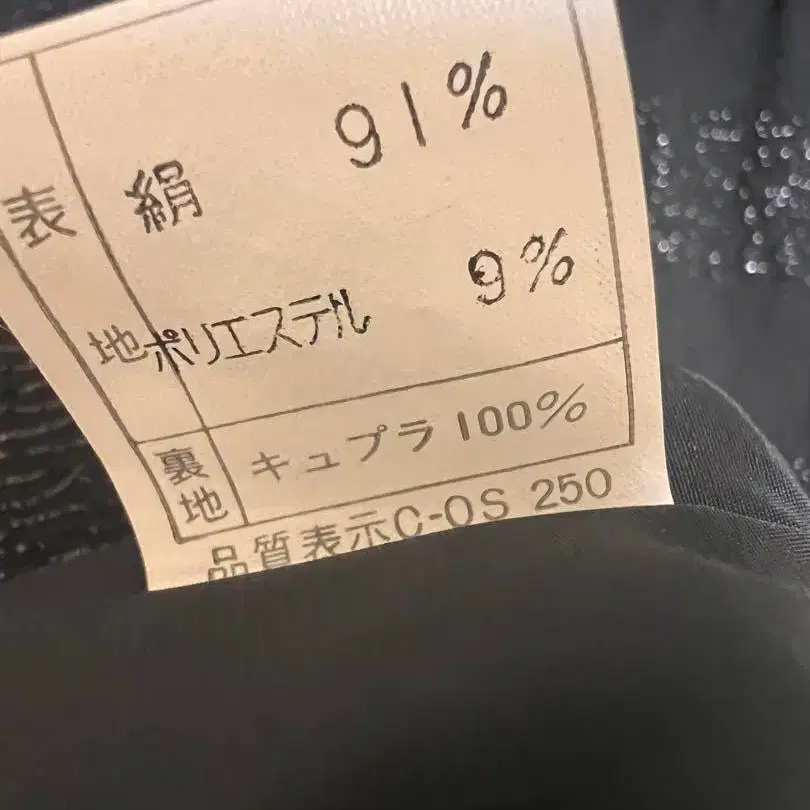 表地 絹 91%
ポリエステル 9%
裏地 キュプラ 100%
品質表示C-OS 250